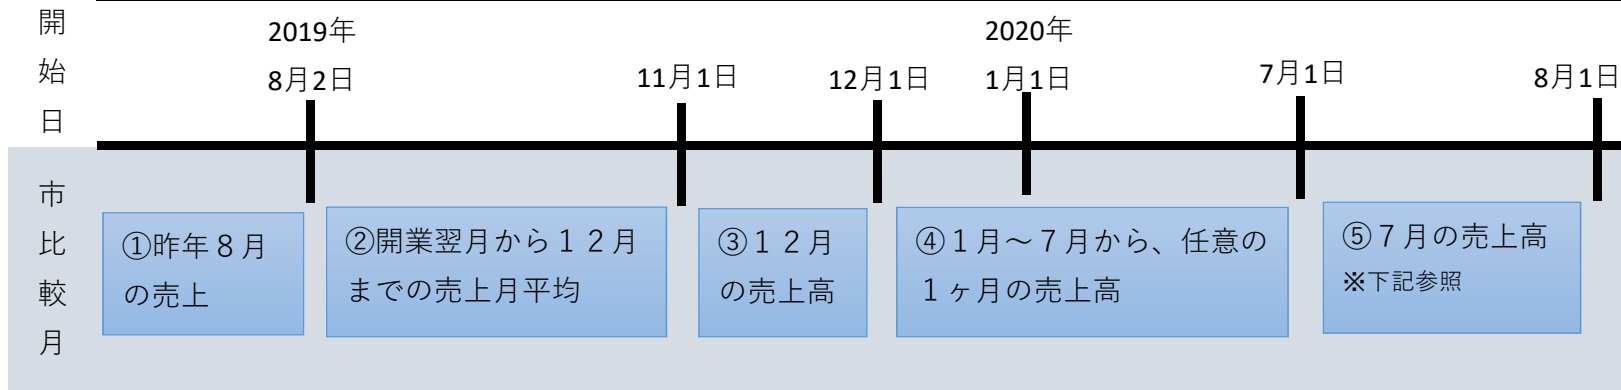 開始日
2019年
8月2日
11月1日
12月1日
2020年
1月1日
7月1日
8月1日
市比較月
①昨年8月
の売上
②開業翌月から12月
までの売上月平均
③12月
の売上高
④1月~7月から、任意の
1ヶ月の売上高
⑤7月の売上高
※下記参照